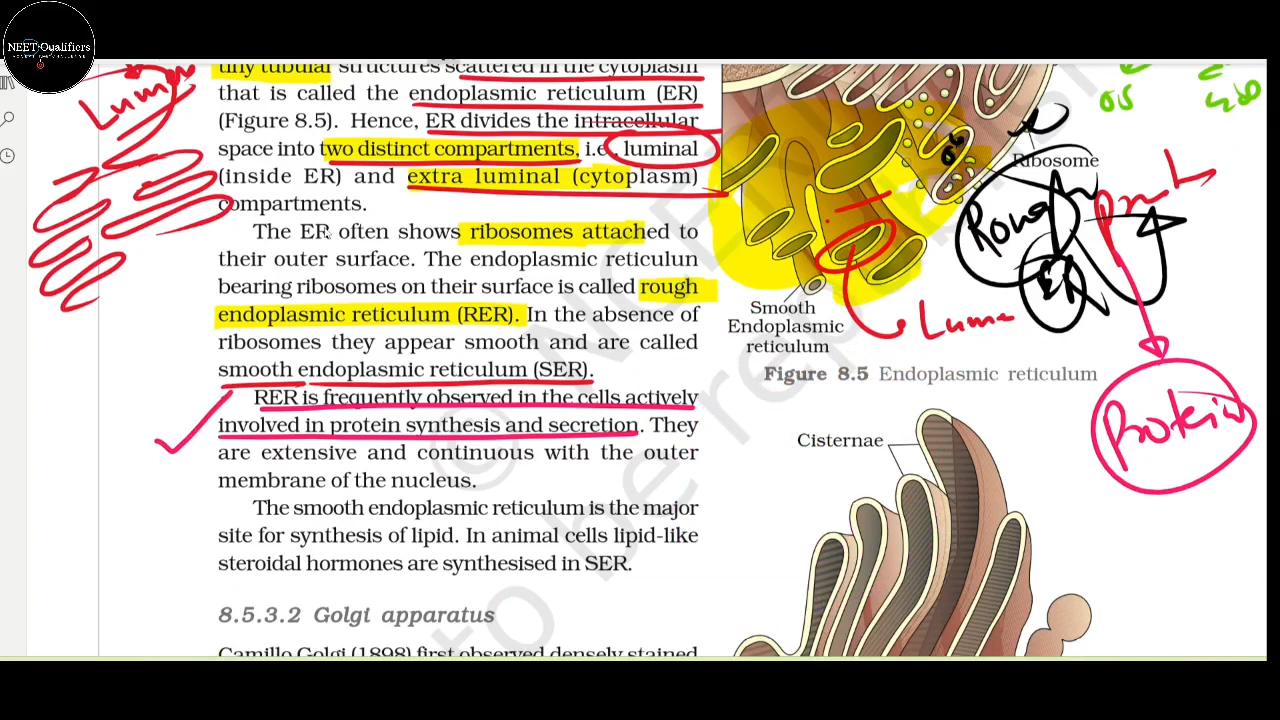 NEET Qualifiers
tiny tubular structures scattered in the cytoplasm
that is called the endoplasmic reticulum (ER)
(Figure 8.5). Hence, ER divides the intracellular
space into two distinct compartments, i.e., luminal
(inside ER) and extra luminal (cytoplasm)
compartments.
The ER often shows ribosomes attached to
their outer surface. The endoplasmic reticulun
bearing ribosomes on their surface is called rough
endoplasmic reticulum (RER). In the absence of
ribosomes they appear smooth and are called
smooth endoplasmic reticulum (SER).
RER is frequently observed in the cells actively
involved in protein synthesis and secretion. They
are extensive and continuous with the outer
membrane of the nucleus.
The smooth endoplasmic reticulum is the major
site for synthesis of lipid. In animal cells lipid-like
steroidal hormones are synthesised in SER.
8.5.3.2 Golgi apparatus
Camillo Golgi (1898) first observed densely stained
Ribosome
Rough
ER
Smooth
Endoplasmic
reticulum
Lume
Figure 8.5 Endoplasmic reticulum
Protein
Cisternae